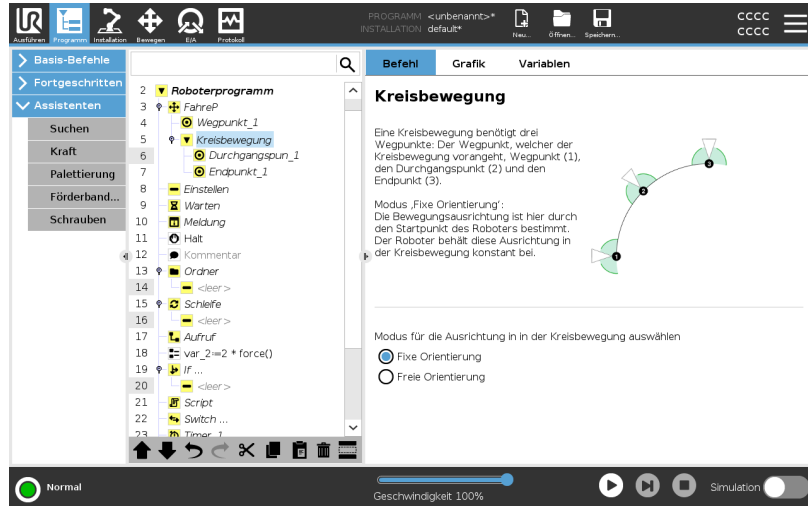 UR
PROGRAMM <unbenannt>*
INSTALLATION default*
Ausführen Programm Installation Bewegen E/A Protokoll
Neu... Öffnen... Speichern...
cccc
cccc
Basis-Befehle
Fortgeschritten
Assistenten
Suchen
Kraft
Palettierung
Förderband...
Schrauben
2 Roboterprogramm
3 FahreP
4 Wegpunkt_1
5 Kreisbewegung
6 Durchgangspun_1
7 Endpunkt_1
8 Einstellen
9 Warten
10 Meldung
11 Halt
12 Kommentar
13 Ordner
14 <leer>
15 Schleife
16 <leer>
17 Aufruf
18 var_2≔2 * force()
19 If ...
20 <leer>
21 Script
22 Switch ...
23 Timer_1
Befehl Grafik Variablen
Kreisbewegung
Eine Kreisbewegung benötigt drei
Wegpunkte: Der Wegpunkt, welcher der
Kreisbewegung vorangeht, Wegpunkt (1),
den Durchgangspunkt (2) und den
Endpunkt (3).
Modus ‚Fixe Orientierung‘:
Die Bewegungsausrichtung ist hier durch
den Startpunkt des Roboters bestimmt.
Der Roboter behält diese Ausrichtung in
der Kreisbewegung konstant bei.
3
2
1
Modus für die Ausrichtung in in der Kreisbewegung auswählen
Fixe Orientierung
Freie Orientierung
Normal
Geschwindigkeit 100%
Simulation